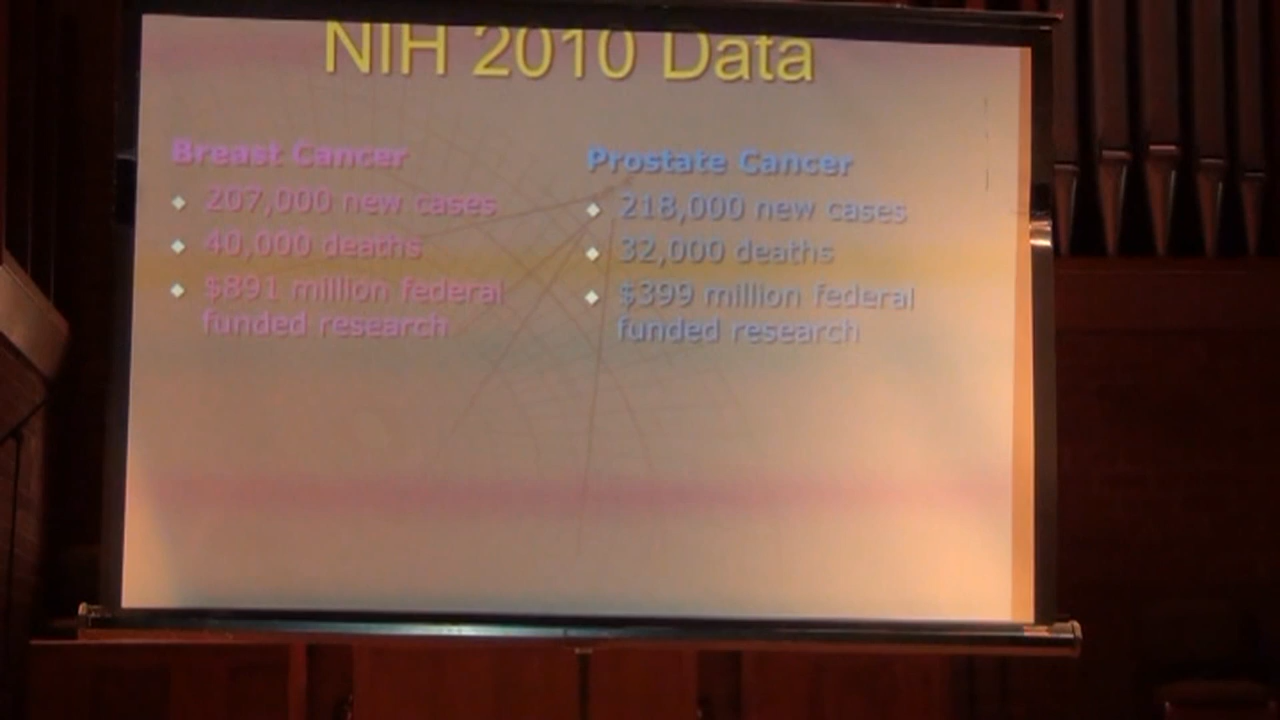 NIH 2010 Data
Breast Cancer
207,000 new cases
40,000 deaths
$891 million federal
funded research
Prostate Cancer
218,000 new cases
32,000 deaths
$399 million federal
funded research